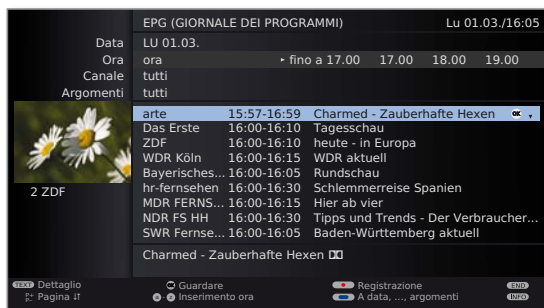 EPG (GIORNALE DEI PROGRAMMI) Lu 01.03./16:05
Data LU 01.03.
Ora ora ▸ fino a 17.00 17.00 18.00 19.00
Canale tutti
Argomenti tutti
arte 15:57-16:59 Charmed - Zauberhafte Hexen OK
Das Erste 16:00-16:10 Tagesschau
ZDF 16:00-16:10 heute - in Europa
WDR Köln 16:00-16:15 WDR aktuell
Bayerisches... 16:00-16:05 Rundschau
hr-fernsehen 16:00-16:30 Schlemmerreise Spanien
MDR FERNS... 16:00-16:15 Hier ab vier
NDR FS HH 16:00-16:30 Tipps und Trends - Der Verbraucher...
SWR Fernse... 16:00-16:05 Baden-Württemberg aktuell
2 ZDF
Charmed - Zauberhafte Hexen
TEXT Dettaglio OK Guardare Registrazione END
P+ P- Pagina 0-9 Inserimento ora A data, ..., argomenti INFO